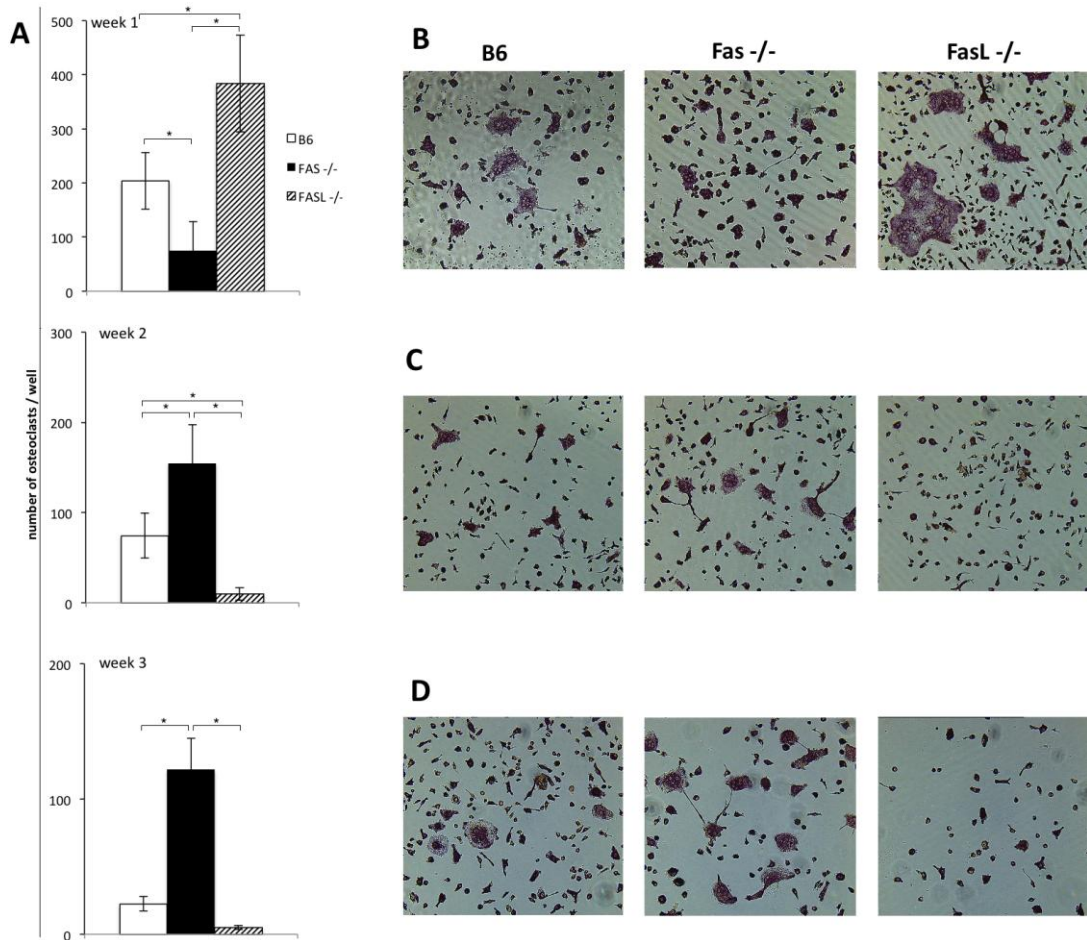 A
week 1
*
*
*
500
400
300
200
100
0
B6
FAS -/-
FASL -/-
week 2
*
*
*
300
200
100
0
week 3
*
*
200
100
0
number of osteoclasts / well
B
B6
Fas -/-
FasL -/-
C
D